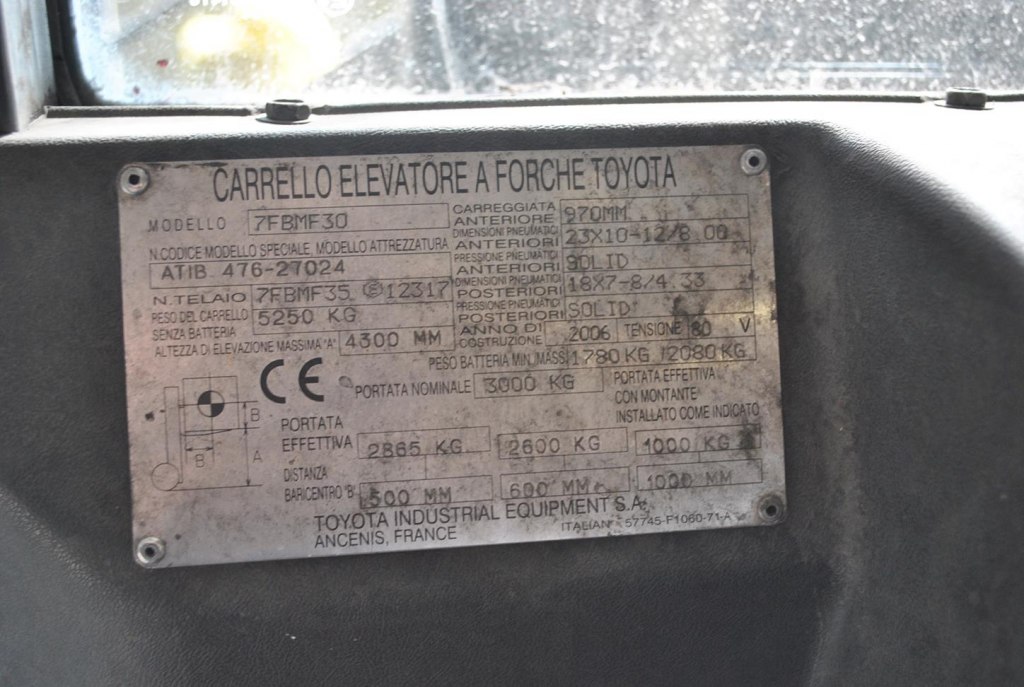 CARRELLO ELEVATORE A FORCHE TOYOTA
MODELLO 7FBMF30
N.CODICE MODELLO SPECIALE, MODELLO ATTREZZATURA
ATIB 476-27024
N.TELAIO 7FBMF35 Ⓔ12317
PESO DEL CARRELLO
SENZA BATTERIA 5250 KG
ALTEZZA DI ELEVAZIONE MASSIMA "A" 4300 MM
CARREGGIATA
ANTERIORE 970MM
DIMENSIONI PNEUMATICI
ANTERIORI 23X10-12/8.00
PRESSIONE PNEUMATICI
ANTERIORI SOLID
DIMENSIONI PNEUMATICI
POSTERIORI 18X7-8/4.33
PRESSIONE PNEUMATICI
POSTERIORI SOLID
ANNO DI
COSTRUZIONE 2006 TENSIONE 80 V
PESO BATTERIA MIN./MASS. 1780 KG /2080 KG
CE PORTATA NOMINALE 3000 KG
PORTATA EFFETTIVA
CON MONTANTE
INSTALLATO COME INDICATO
B
B
A
PORTATA
EFFETTIVA 2865 KG 2600 KG 1000 KG
DISTANZA
BARICENTRO "B" 500 MM 600 MM 1000 MM
TOYOTA INDUSTRIAL EQUIPMENT S.A.
ANCENIS, FRANCE
ITALIAN 57745-F1060-71-A